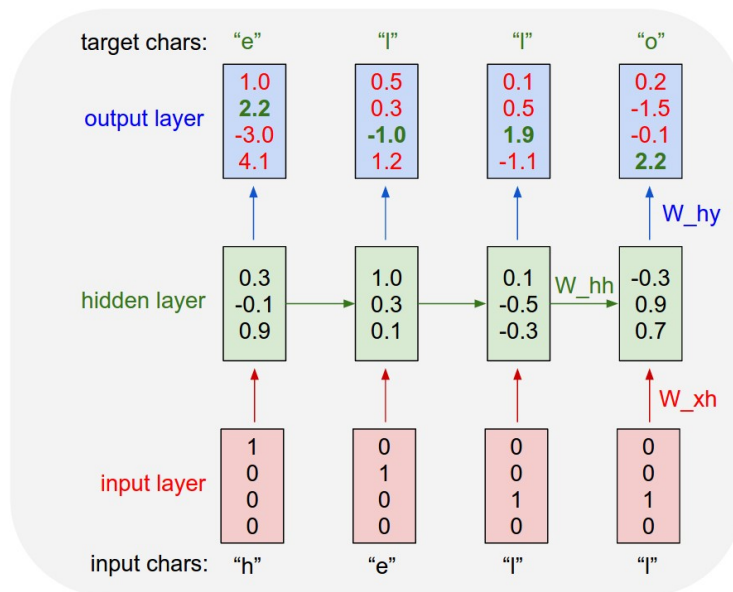 target chars: “e” “l” “l” “o”
1.0 0.5 0.1 0.2
2.2 0.3 0.5 -1.5
output layer -3.0 -1.0 1.9 -0.1
4.1 1.2 -1.1 2.2
W_hy
0.3 1.0 0.1 W_hh -0.3
hidden layer -0.1 0.3 -0.5 0.9
0.9 0.1 -0.3 0.7
W_xh
1 0 0 0
0 1 0 0
input layer 0 0 1 1
0 0 0 0
input chars: “h” “e” “l” “l”